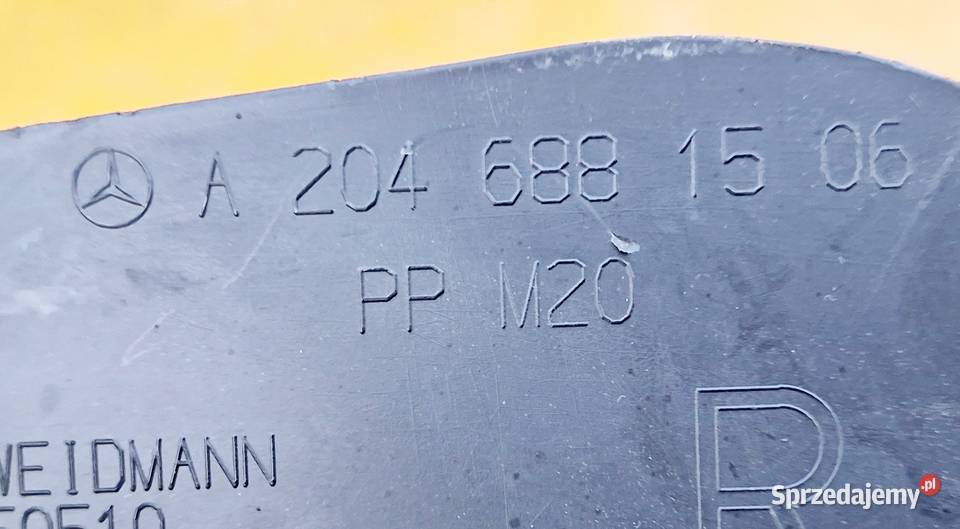 A 204 688 15 06
PP M20
WEIDMANN
R
Sprzedajemy.pl